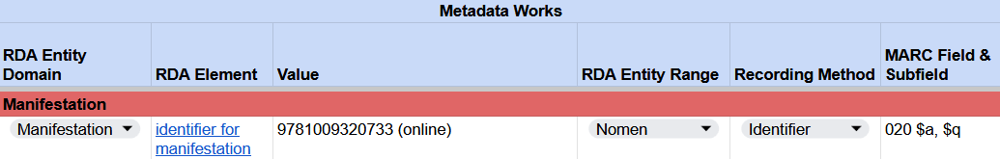 Metadata Works
RDA Entity Domain RDA Element Value RDA Entity Range Recording Method MARC Field & Subfield
Manifestation
Manifestation identifier for manifestation 9781009320733 (online) Nomen Identifier 020 $a, $q